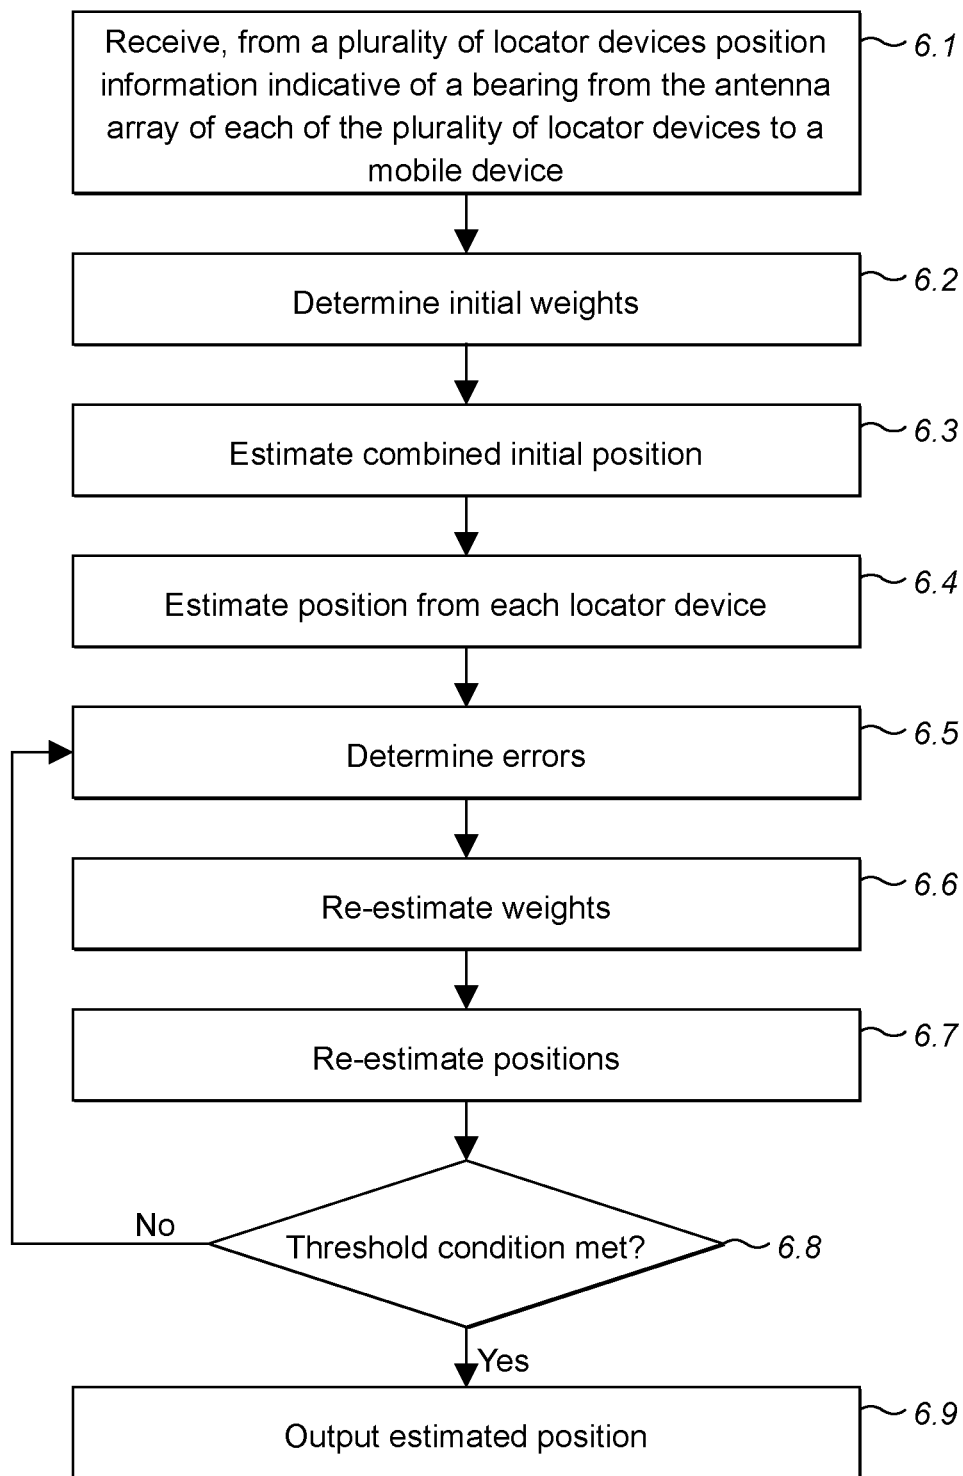 Receive, from a plurality of locator devices position
information indicative of a bearing from the antenna
array of each of the plurality of locator devices to a
mobile device
6.1
Determine initial weights
6.2
Estimate combined initial position
6.3
Estimate position from each locator device
6.4
Determine errors
6.5
Re-estimate weights
6.6
Re-estimate positions
6.7
No
Threshold condition met?
6.8
Yes
Output estimated position
6.9